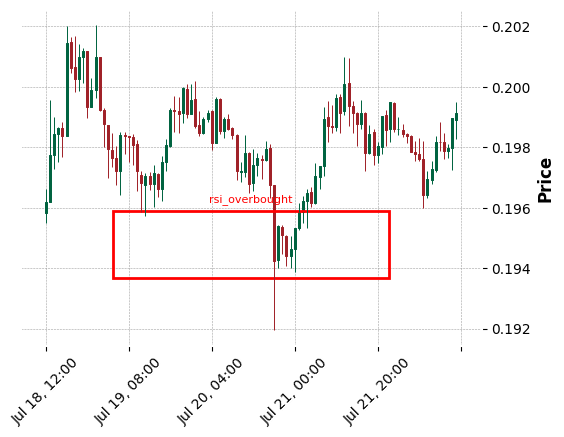 0.202
0.200
0.198
0.196
0.194
0.192
Price
rsi_overbought
Jul 18, 12:00
Jul 19, 08:00
Jul 20, 04:00
Jul 21, 00:00
Jul 21, 20:00